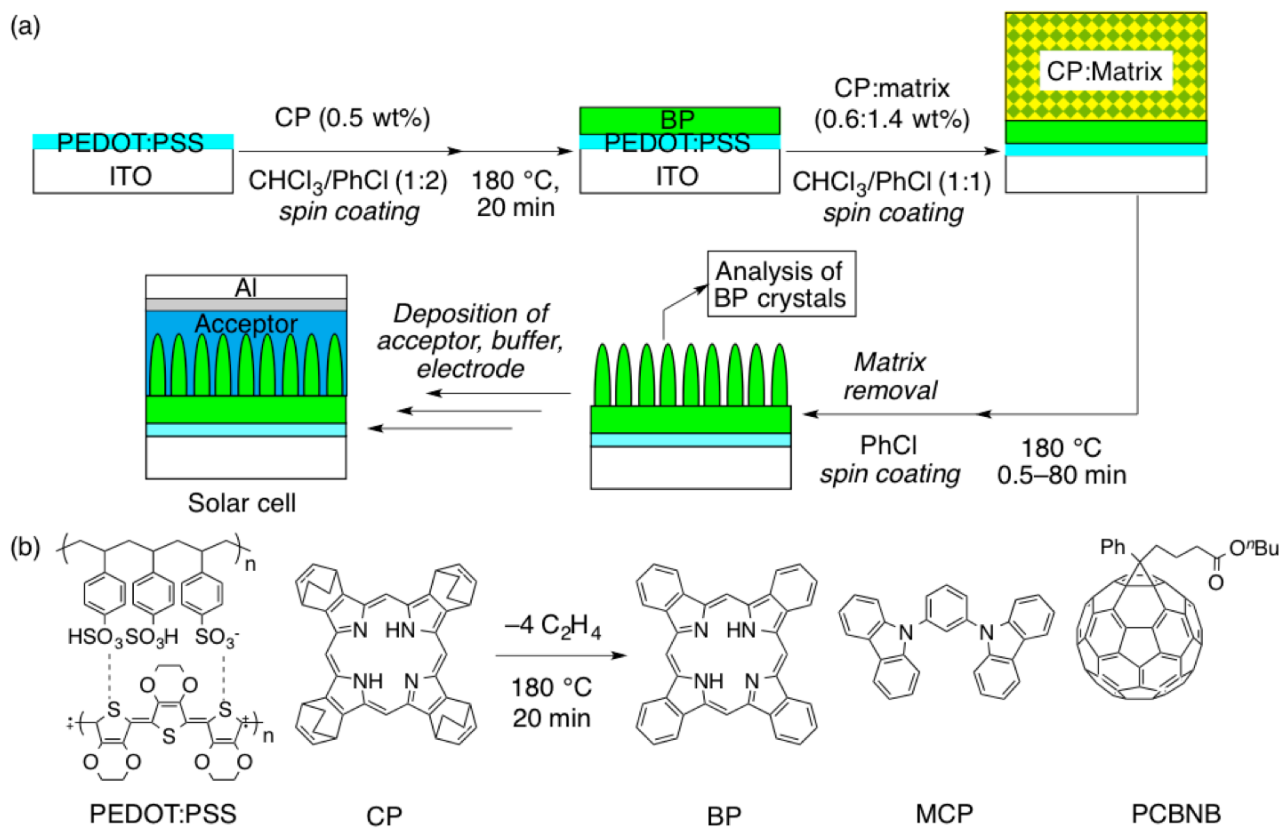 (a)
PEDOT:PSS
ITO
CP (0.5 wt%)
CHCl₃/PhCl (1:2)
spin coating
180 °C,
20 min
BP
PEDOT:PSS
ITO
CP:matrix
(0.6:1.4 wt%)
CHCl₃/PhCl (1:1)
spin coating
CP:Matrix
Al
Acceptor
Solar cell
Deposition of
acceptor, buffer,
electrode
Analysis of
BP crystals
Matrix
removal
PhCl
spin coating
180 °C
0.5–80 min
(b)
n
HSO₃ SO₃H SO₃⁻
O O
S S
S
n
O O O O
PEDOT:PSS
N HN
NH N
CP
–4 C₂H₄
180 °C
20 min
N HN
NH N
BP
N N
MCP
Ph
OⁿBu
O
PCBNB